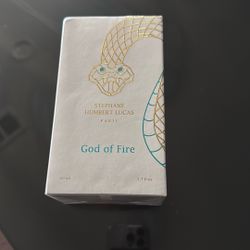 STEPHANE
HUMBERT LUCAS
PARIS
God of Fire